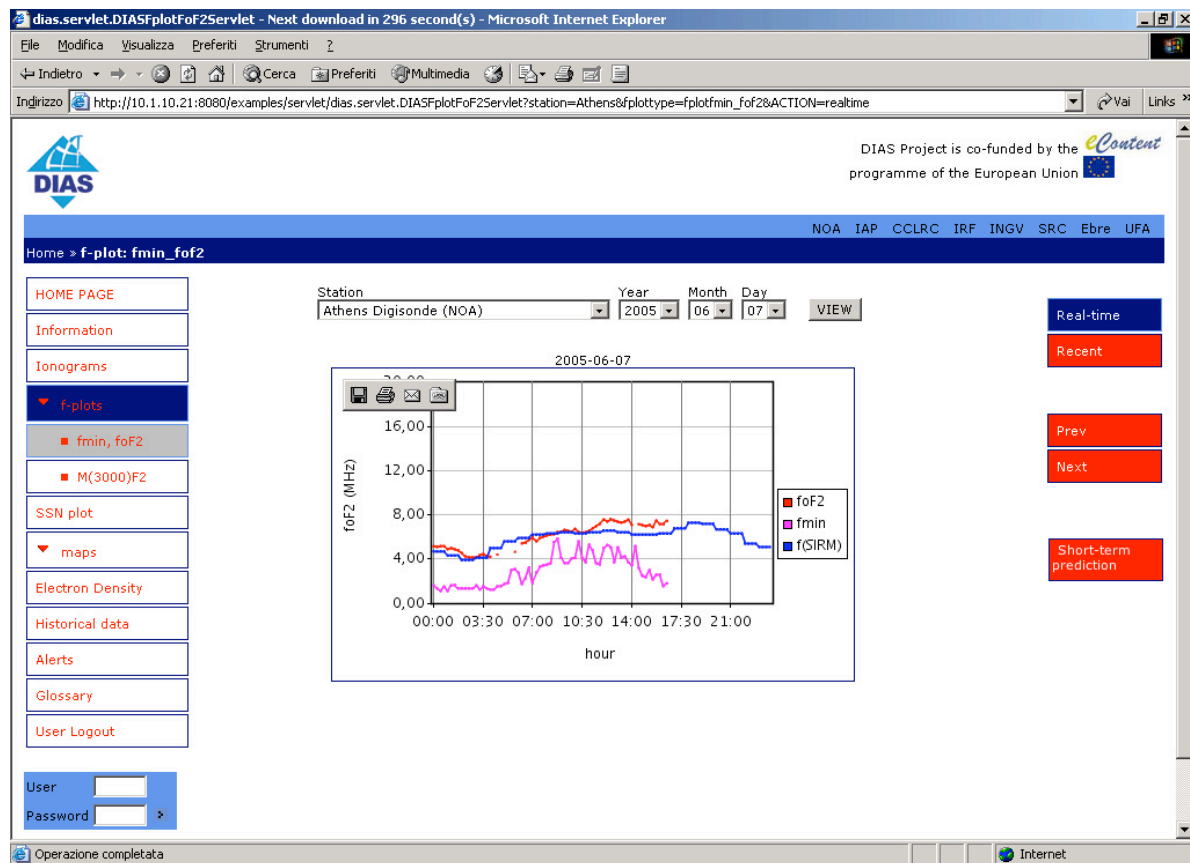 dias.servlet.DIASFplotFoF2Servlet - Next download in 296 second(s) - Microsoft Internet Explorer
File Modifica Visualizza Preferiti Strumenti ?
Indietro Cerca Preferiti Multimedia
Indirizzo http://10.1.10.21:8080/examples/servlet/dias.servlet.DIASFplotFoF2Servlet?station=Athens&fplottype=fplotfmin_fof2&ACTION=realtime Vai Links »
DIAS
DIAS Project is co-funded by the eContent
programme of the European Union
NOA IAP CCLRC IRF INGV SRC Ebre UFA
Home » f-plot: fmin_fof2
HOME PAGE
Information
Ionograms
f-plots
fmin, foF2
M(3000)F2
SSN plot
maps
Electron Density
Historical data
Alerts
Glossary
User Logout
User
Password
Station Year Month Day
Athens Digisonde (NOA) 2005 06 07 VIEW
2005-06-07
16,00
12,00
8,00
4,00
0,00
foF2 (MHz)
00:00 03:30 07:00 10:30 14:00 17:30 21:00
hour
foF2
fmin
f(SIRM)
Real-time
Recent
Prev
Next
Short-term
prediction
Operazione completata Internet